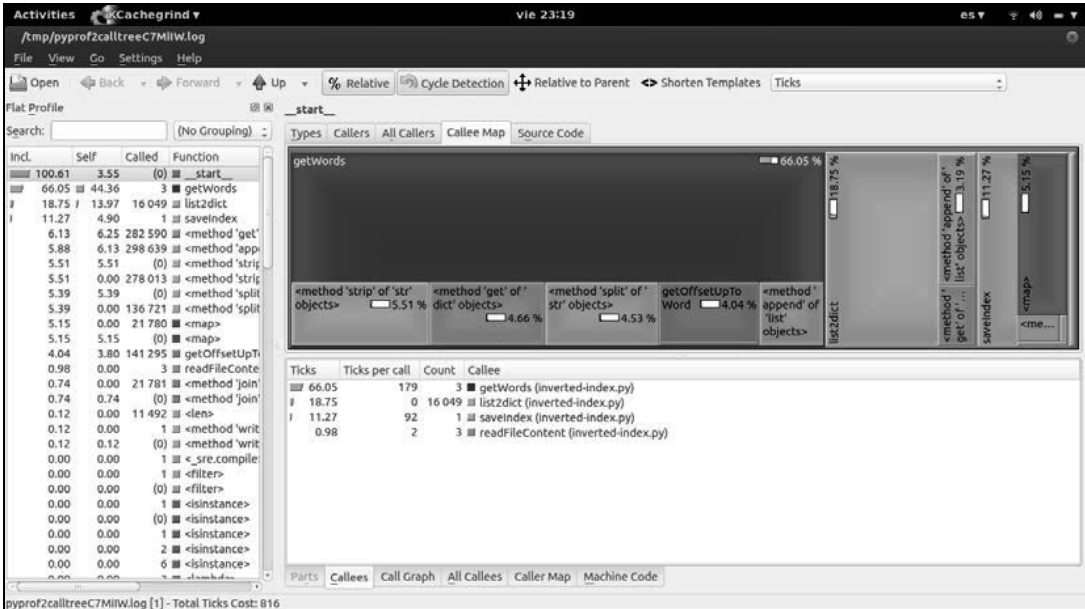 Activities KCachegrind ▾ vie 23:19 es ▾
/tmp/pyprof2calltreeC7MiIW.log
File View Go Settings Help
Open Back Forward Up % Relative Cycle Detection Relative to Parent <> Shorten Templates Ticks
Flat Profile
Search: (No Grouping)
Incl. Self Called Function
100.61 3.55 (0) __start__
66.05 44.36 3 getWords
18.75 13.97 16 049 list2dict
11.27 4.90 1 saveIndex
6.13 6.25 282 590 <method 'get'
5.88 6.13 298 639 <method 'appe
5.51 5.51 (0) <method 'strip
5.51 0.00 278 013 <method 'strip
5.39 5.39 (0) <method 'split
5.39 0.00 136 721 <method 'split
5.15 0.00 21 780 <map>
5.15 5.15 (0) <map>
4.04 3.80 141 295 getOffsetUpTo
0.98 0.00 3 readFileConte
0.74 0.00 21 781 <method 'join'
0.74 0.74 (0) <method 'join'
0.12 0.00 11 492 <len>
0.12 0.00 1 <method 'writ
0.12 0.12 (0) <method 'writ
0.00 0.00 1 <_sre.compile
0.00 0.00 1 <filter>
0.00 0.00 (0) <filter>
0.00 0.00 1 <isinstance>
0.00 0.00 (0) <isinstance>
0.00 0.00 1 <isinstance>
0.00 0.00 2 <isinstance>
0.00 0.00 6 <isinstance>
__start__
Types Callers All Callers Callee Map Source Code
getWords 66.05 %
<method 'strip' of 'str'
objects> 5.51 %
<method 'get' of '
dict' objects>
4.66 %
<method 'split' of '
str' objects>
4.53 %
getOffsetUpTo
Word 4.04 %
<method '
append' of
'list'
objects>
list2dict 18.75 %
<method 'append' of '
list' objects> 3.19 %
<method '
get' of '...
saveIndex 11.27 %
<map> 5.15 %
<me...
Ticks Ticks per call Count Callee
66.05 179 3 getWords (inverted-index.py)
18.75 0 16 049 list2dict (inverted-index.py)
11.27 92 1 saveIndex (inverted-index.py)
0.98 2 3 readFileContent (inverted-index.py)
Parts Callees Call Graph All Callees Caller Map Machine Code
pyprof2calltreeC7MiIW.log [1] - Total Ticks Cost: 816